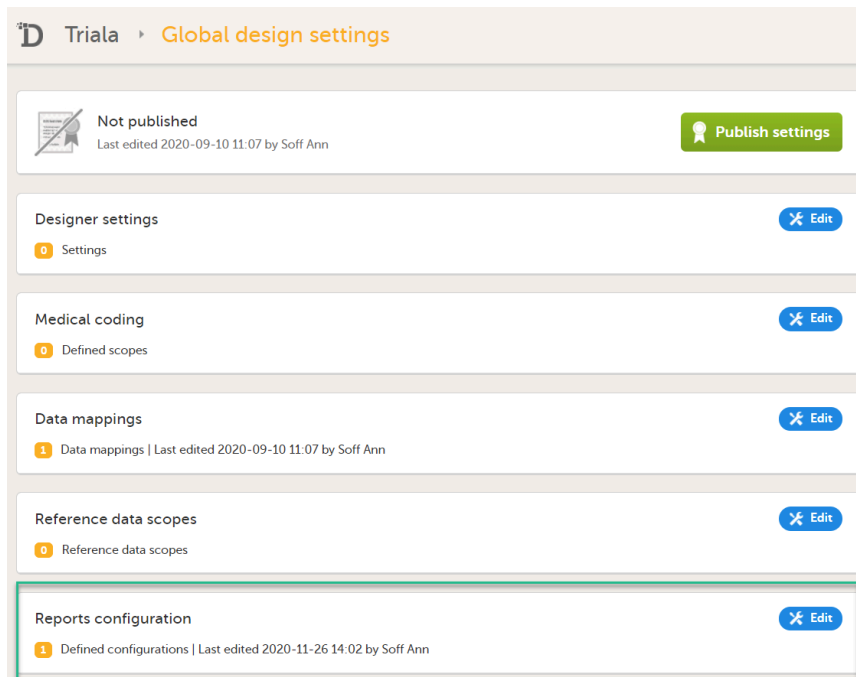 D Triala ▸ Global design settings
Not published
Last edited 2020-09-10 11:07 by Soff Ann
Publish settings
Designer settings
Edit
0 Settings
Medical coding
Edit
0 Defined scopes
Data mappings
Edit
1 Data mappings | Last edited 2020-09-10 11:07 by Soff Ann
Reference data scopes
Edit
0 Reference data scopes
Reports configuration
Edit
1 Defined configurations | Last edited 2020-11-26 14:02 by Soff Ann